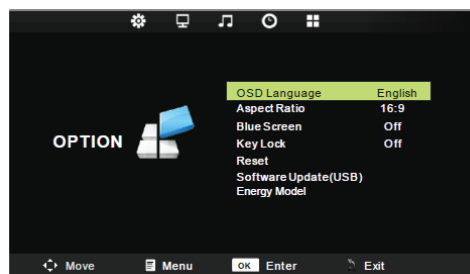 OSD Language English
Aspect Ratio 16:9
Blue Screen Off
OPTION
Key Lock Off
Reset
Software Update(USB)
Energy Model
Move Menu OK Enter Exit